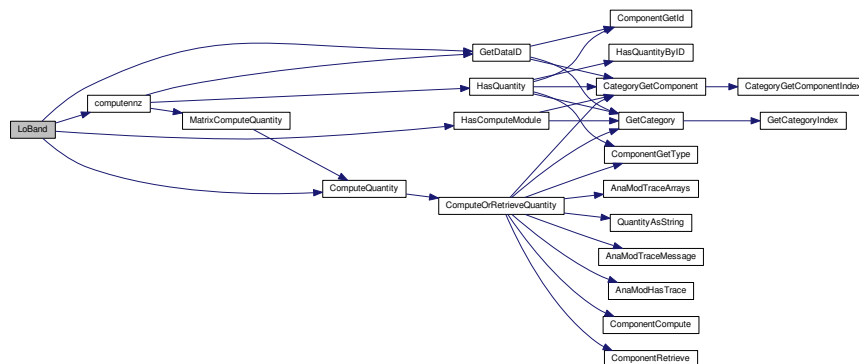 ComponentGetId
GetDataID
HasQuantityByID
HasQuantity
CategoryGetComponent
CategoryGetComponentIndex
computennz
LoBand
MatrixComputeQuantity
HasComputeModule
GetCategory
GetCategoryIndex
ComponentGetType
ComputeQuantity
AnaModTraceArrays
ComputeOrRetrieveQuantity
QuantityAsString
AnaModTraceMessage
AnaModHasTrace
ComponentCompute
ComponentRetrieve